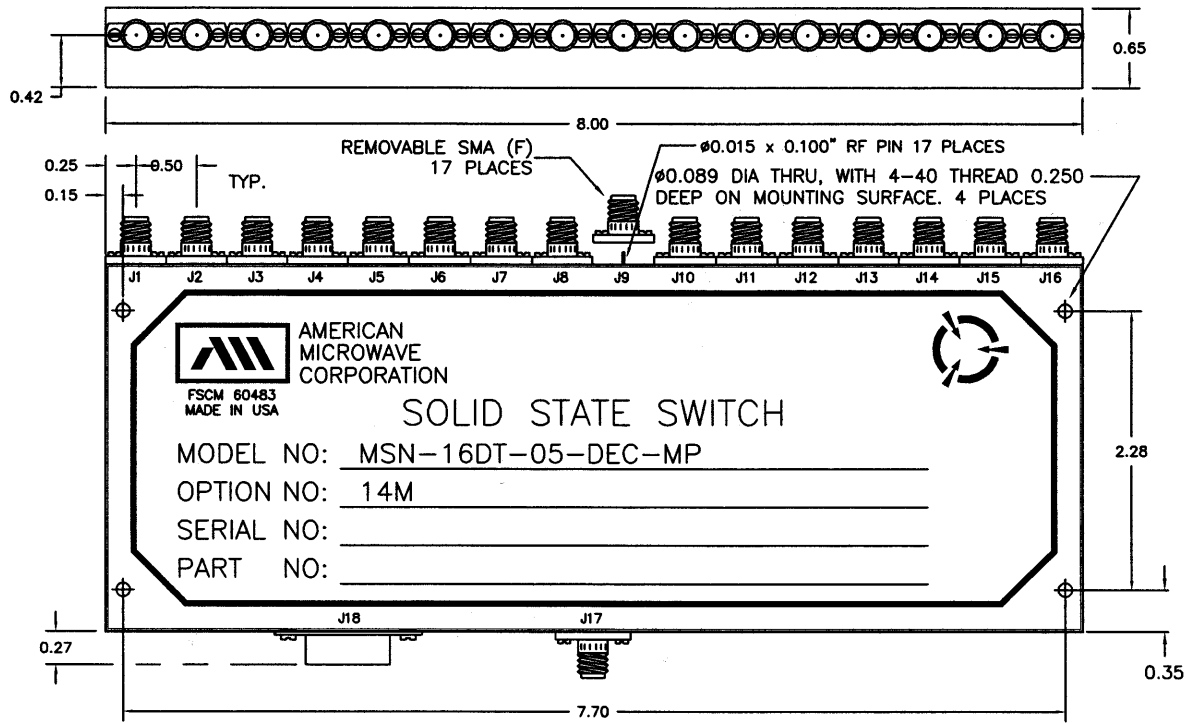 0.42
0.65
8.00
0.25
0.50
TYP.
0.15
REMOVABLE SMA (F)
17 PLACES
ø0.015 x 0.100" RF PIN 17 PLACES
ø0.089 DIA THRU, WITH 4-40 THREAD 0.250
DEEP ON MOUNTING SURFACE. 4 PLACES
J1 J2 J3 J4 J5 J6 J7 J8 J9 J10 J11 J12 J13 J14 J15 J16
AMERICAN
MICROWAVE
CORPORATION
FSCM 60483
MADE IN USA
SOLID STATE SWITCH
MODEL NO: MSN-16DT-05-DEC-MP
OPTION NO: 14M
SERIAL NO:
PART NO:
2.28
J18 J17
0.27
0.35
7.70